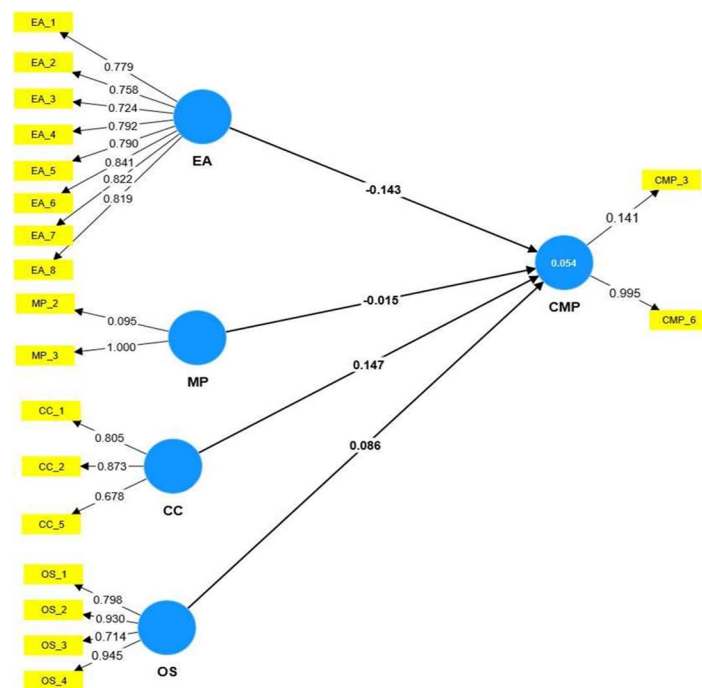 EA_1
0.779
EA_2
0.758
EA_3
0.724
EA_4
0.792
EA_5
0.790
EA_6
0.841
EA_7
0.822
EA_8
0.819
EA
-0.143
MP_2
0.095
MP_3
1.000
MP
-0.015
CC_1
0.805
CC_2
0.873
CC_5
0.678
CC
0.147
OS_1
0.798
OS_2
0.930
OS_3
0.714
OS_4
0.945
OS
0.086
0.054
CMP
CMP_3
0.141
CMP_6
0.995